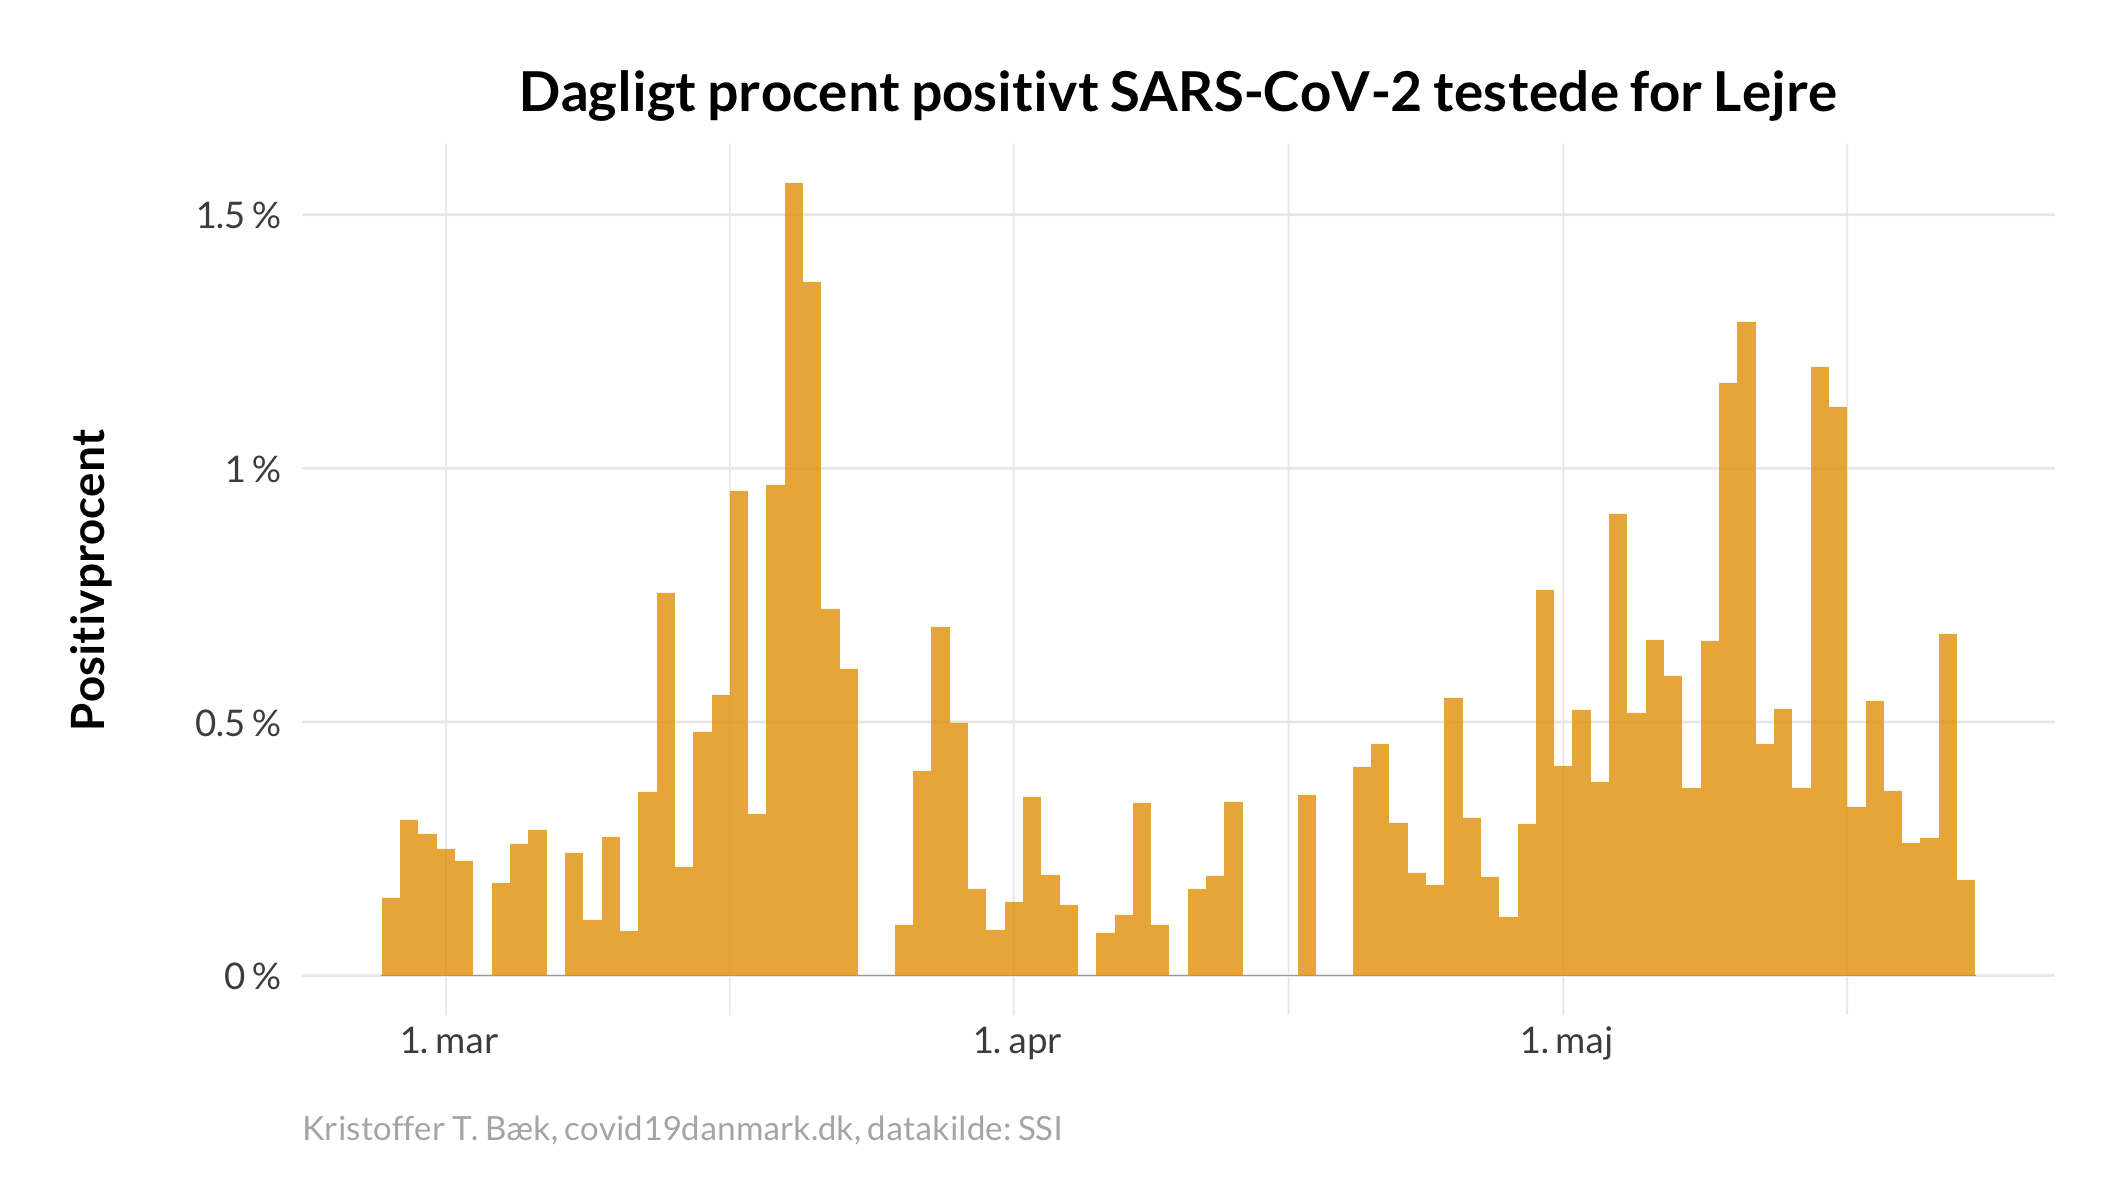 Dagligt procent positivt SARS-CoV-2 testede for Lejre
Positivprocent
1.5 %
1 %
0.5 %
0 %
1. mar
1. apr
1. maj
Kristoffer T. Bæk, covid19danmark.dk, datakilde: SSI